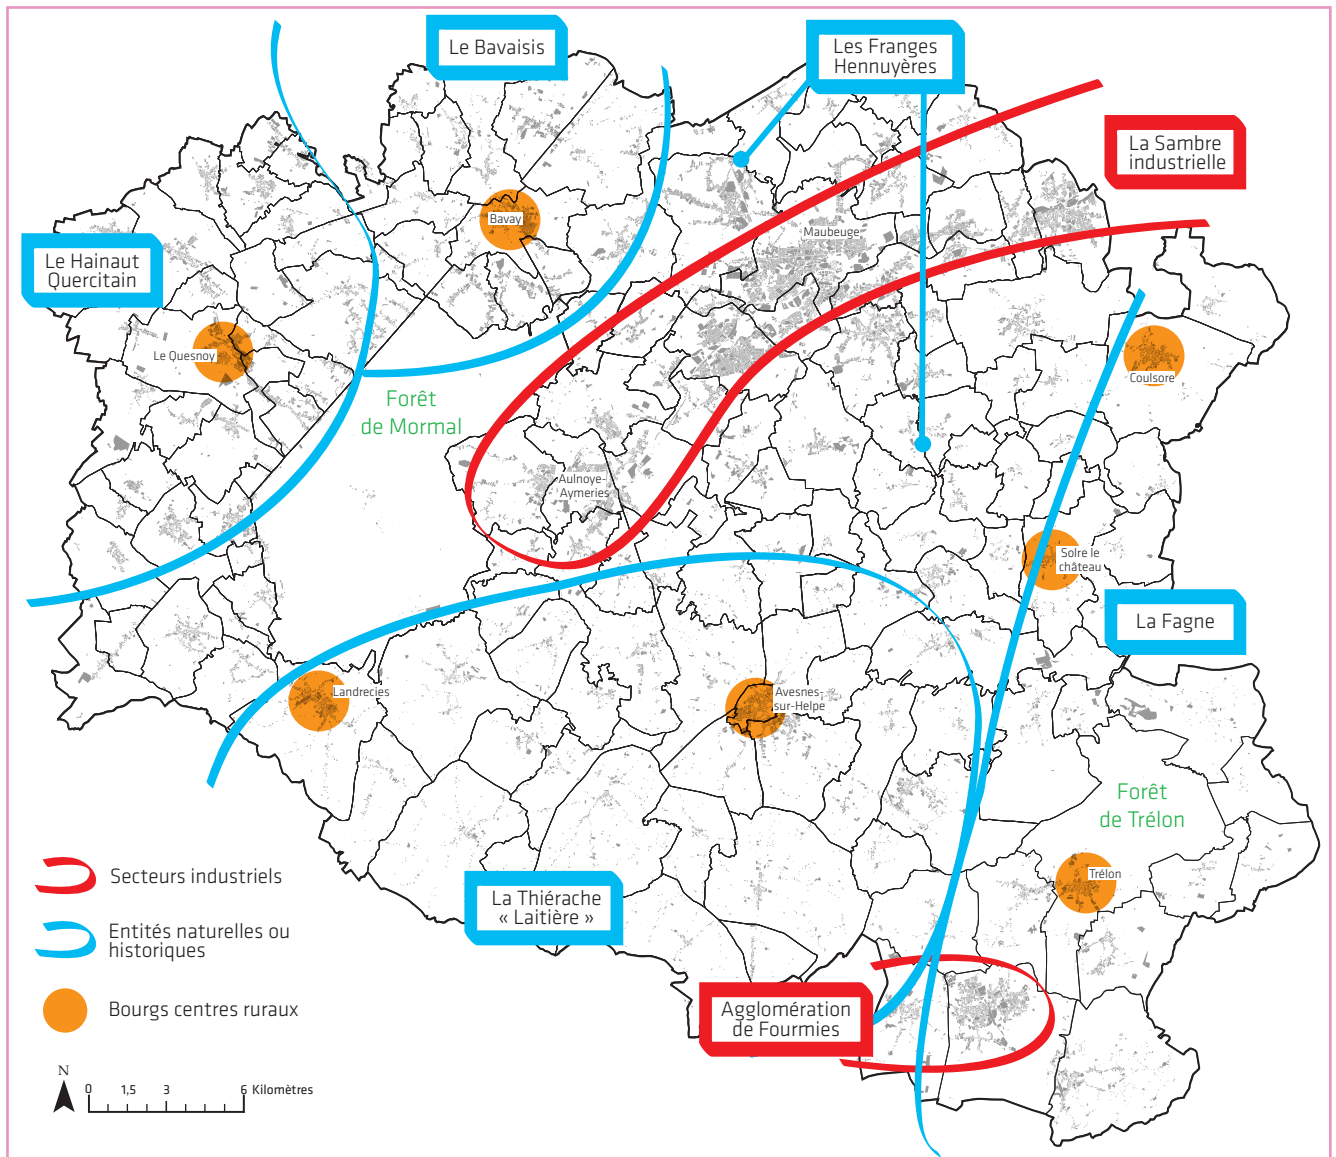 Le Bavaisis
Les Franges
Hennuyères
La Sambre
industrielle
Le Hainaut
Quercitain
Bavay
Maubeuge
Le Quesnoy
Coulsore
Forêt
de Mormal
Aulnoye-
Aymeries
Solre le
château
La Fagne
Landrecies
Avesnes-
sur-Helpe
Forêt
de Trélon
Trélon
La Thiérache
« Laitière »
Agglomération
de Fourmies
Secteurs industriels
Entités naturelles ou
historiques
Bourgs centres ruraux
N
0 1,5 3 6 Kilomètres